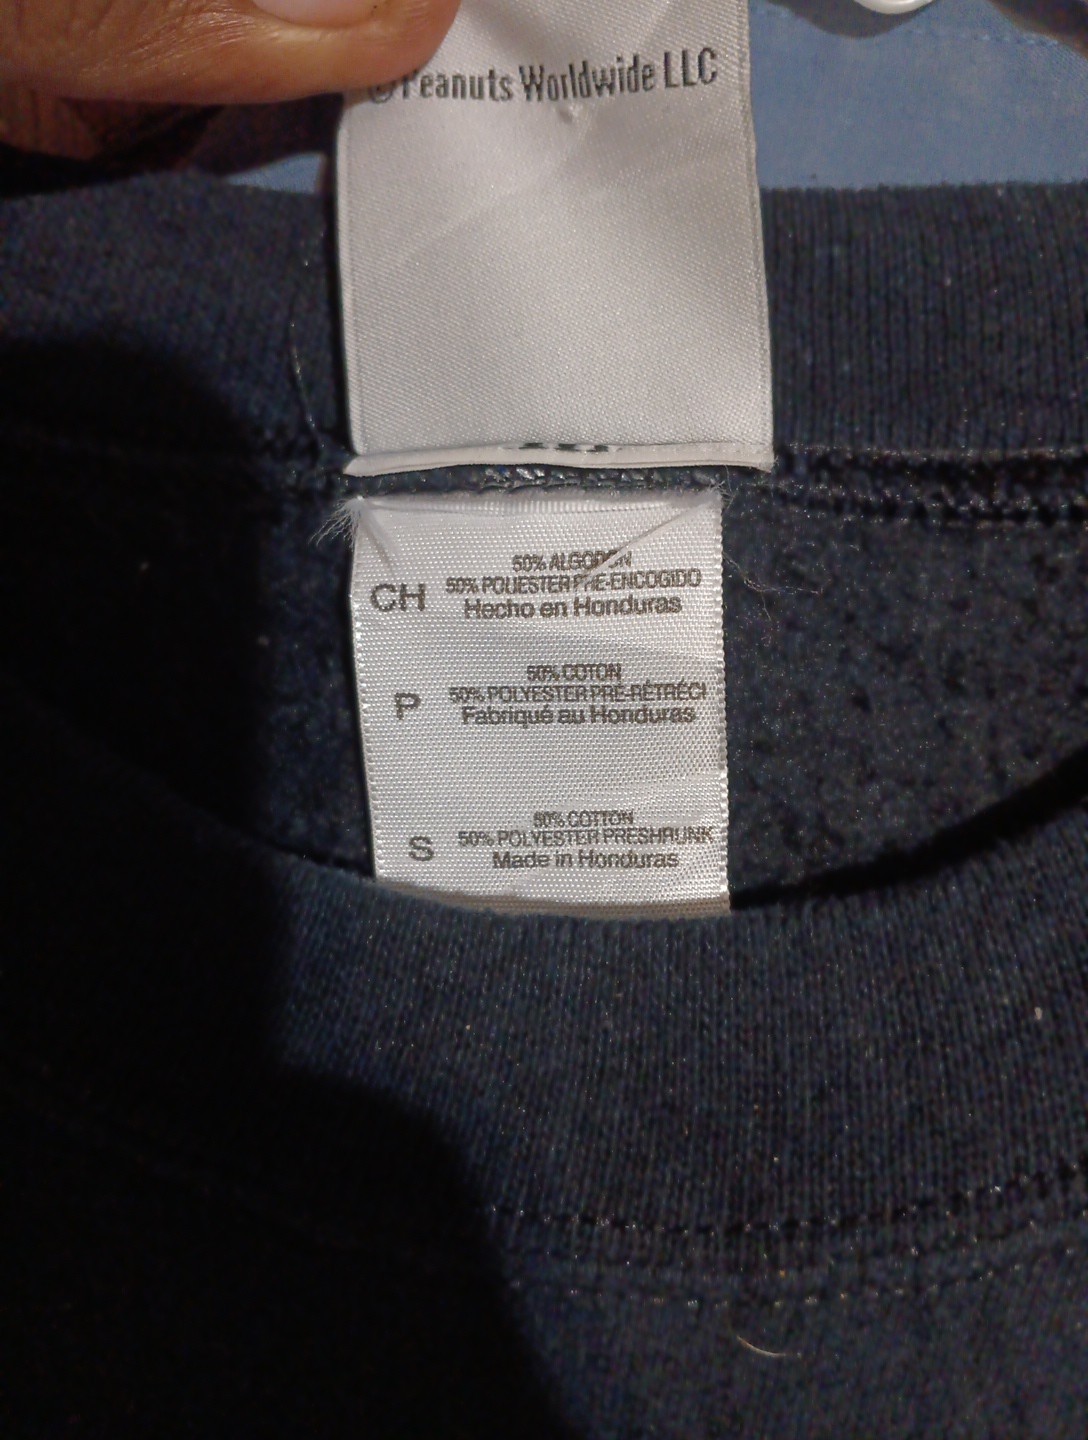 ©Peanuts Worldwide LLC
CH
50% ALGODÓN
50% POLIESTER PRE-ENCOGIDO
Hecho en Honduras
P
50% COTON
50% POLYESTER PRÉ-RÉTRÉCI
Fabriqué au Honduras
S
50% COTTON
50% POLYESTER PRESHRUNK
Made in Honduras